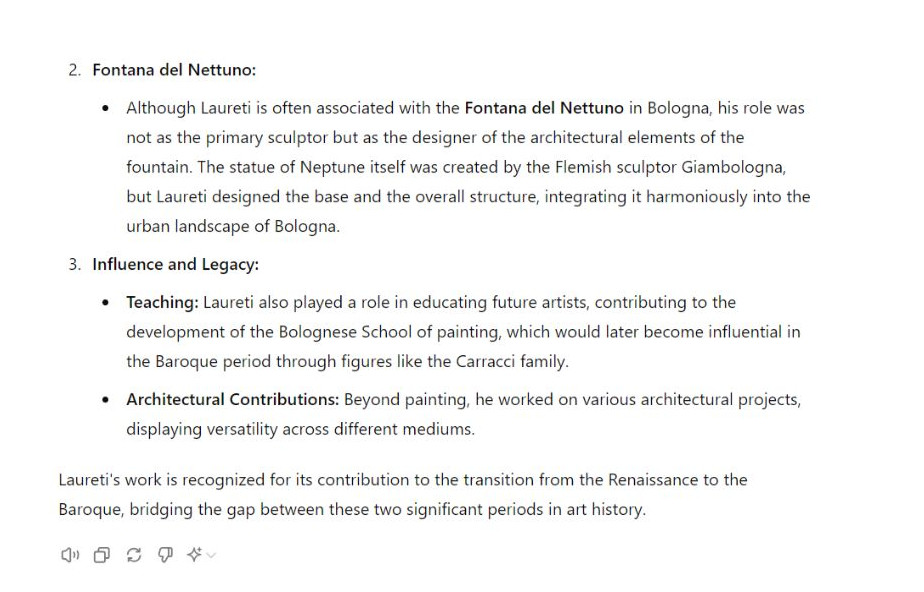 2. Fontana del Nettuno:
• Although Laureti is often associated with the Fontana del Nettuno in Bologna, his role was
not as the primary sculptor but as the designer of the architectural elements of the
fountain. The statue of Neptune itself was created by the Flemish sculptor Giambologna,
but Laureti designed the base and the overall structure, integrating it harmoniously into the
urban landscape of Bologna.
3. Influence and Legacy:
• Teaching: Laureti also played a role in educating future artists, contributing to the
development of the Bolognese School of painting, which would later become influential in
the Baroque period through figures like the Carracci family.
• Architectural Contributions: Beyond painting, he worked on various architectural projects,
displaying versatility across different mediums.
Laureti's work is recognized for its contribution to the transition from the Renaissance to the
Baroque, bridging the gap between these two significant periods in art history.